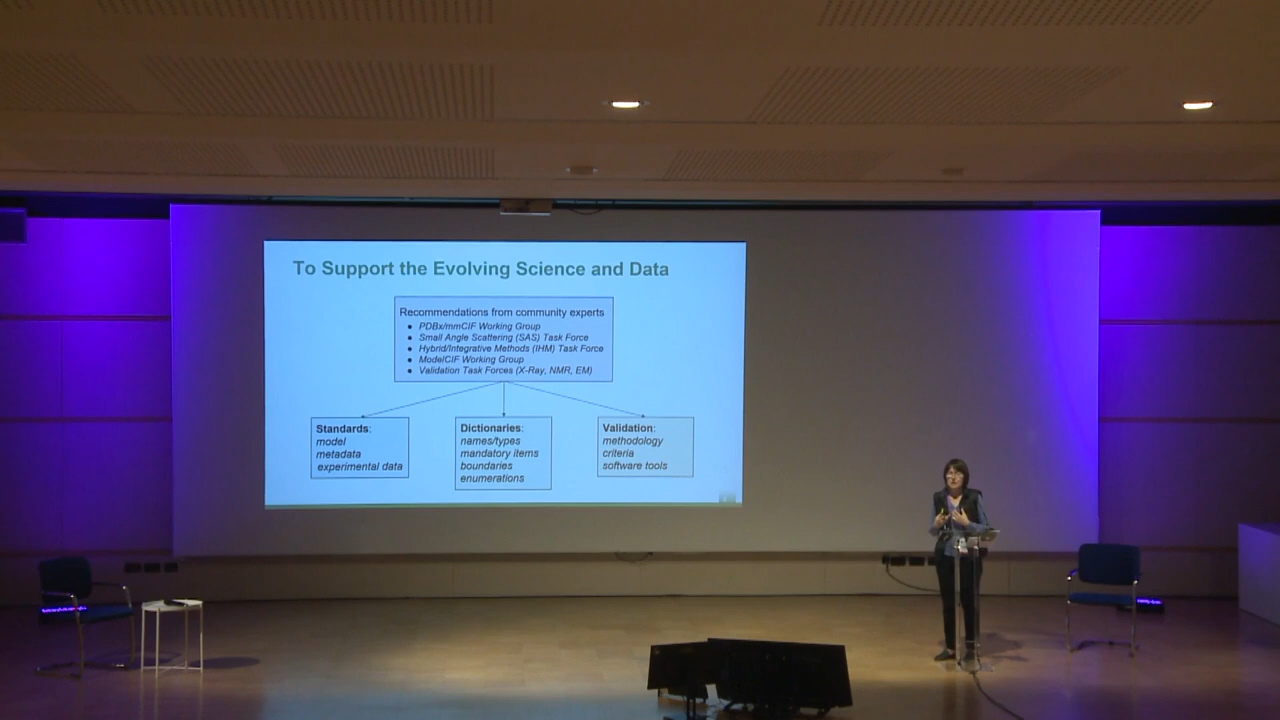 To Support the Evolving Science and Data
Recommendations from community experts
● PDBx/mmCIF Working Group
● Small Angle Scattering (SAS) Task Force
● Hybrid/Integrative Methods (IHM) Task Force
● ModelCIF Working Group
● Validation Task Forces (X-Ray, NMR, EM)
Standards:
model
metadata
experimental data
Dictionaries:
names/types
mandatory items
boundaries
enumerations
Validation:
methodology
criteria
software tools